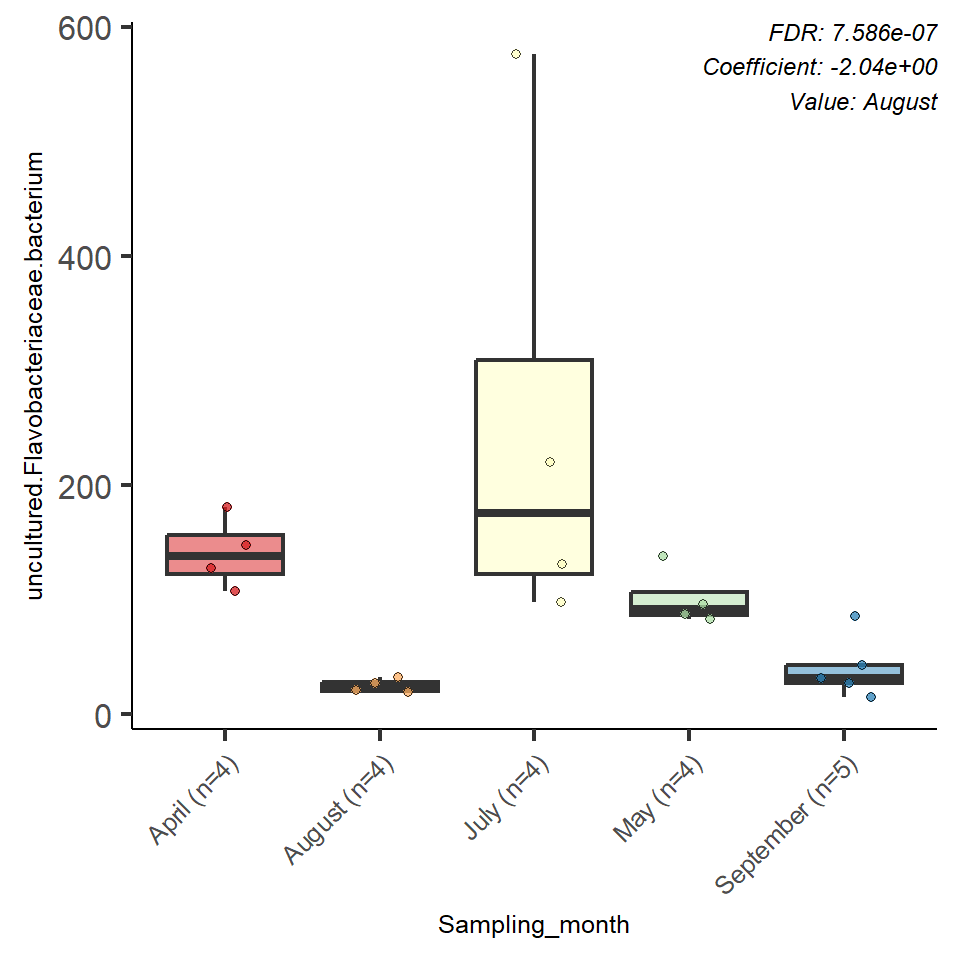 FDR: 7.586e-07
Coefficient: -2.04e+00
Value: August
uncultured.Flavobacteriaceae.bacterium
600
400
200
0
April (n=4)
August (n=4)
July (n=4)
May (n=4)
September (n=5)
Sampling_month